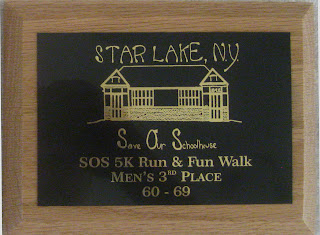 STAR LAKE, N.Y.
Save Our Schoolhouse
SOS 5K Run & Fun Walk
Men's 3rd Place
60 - 69